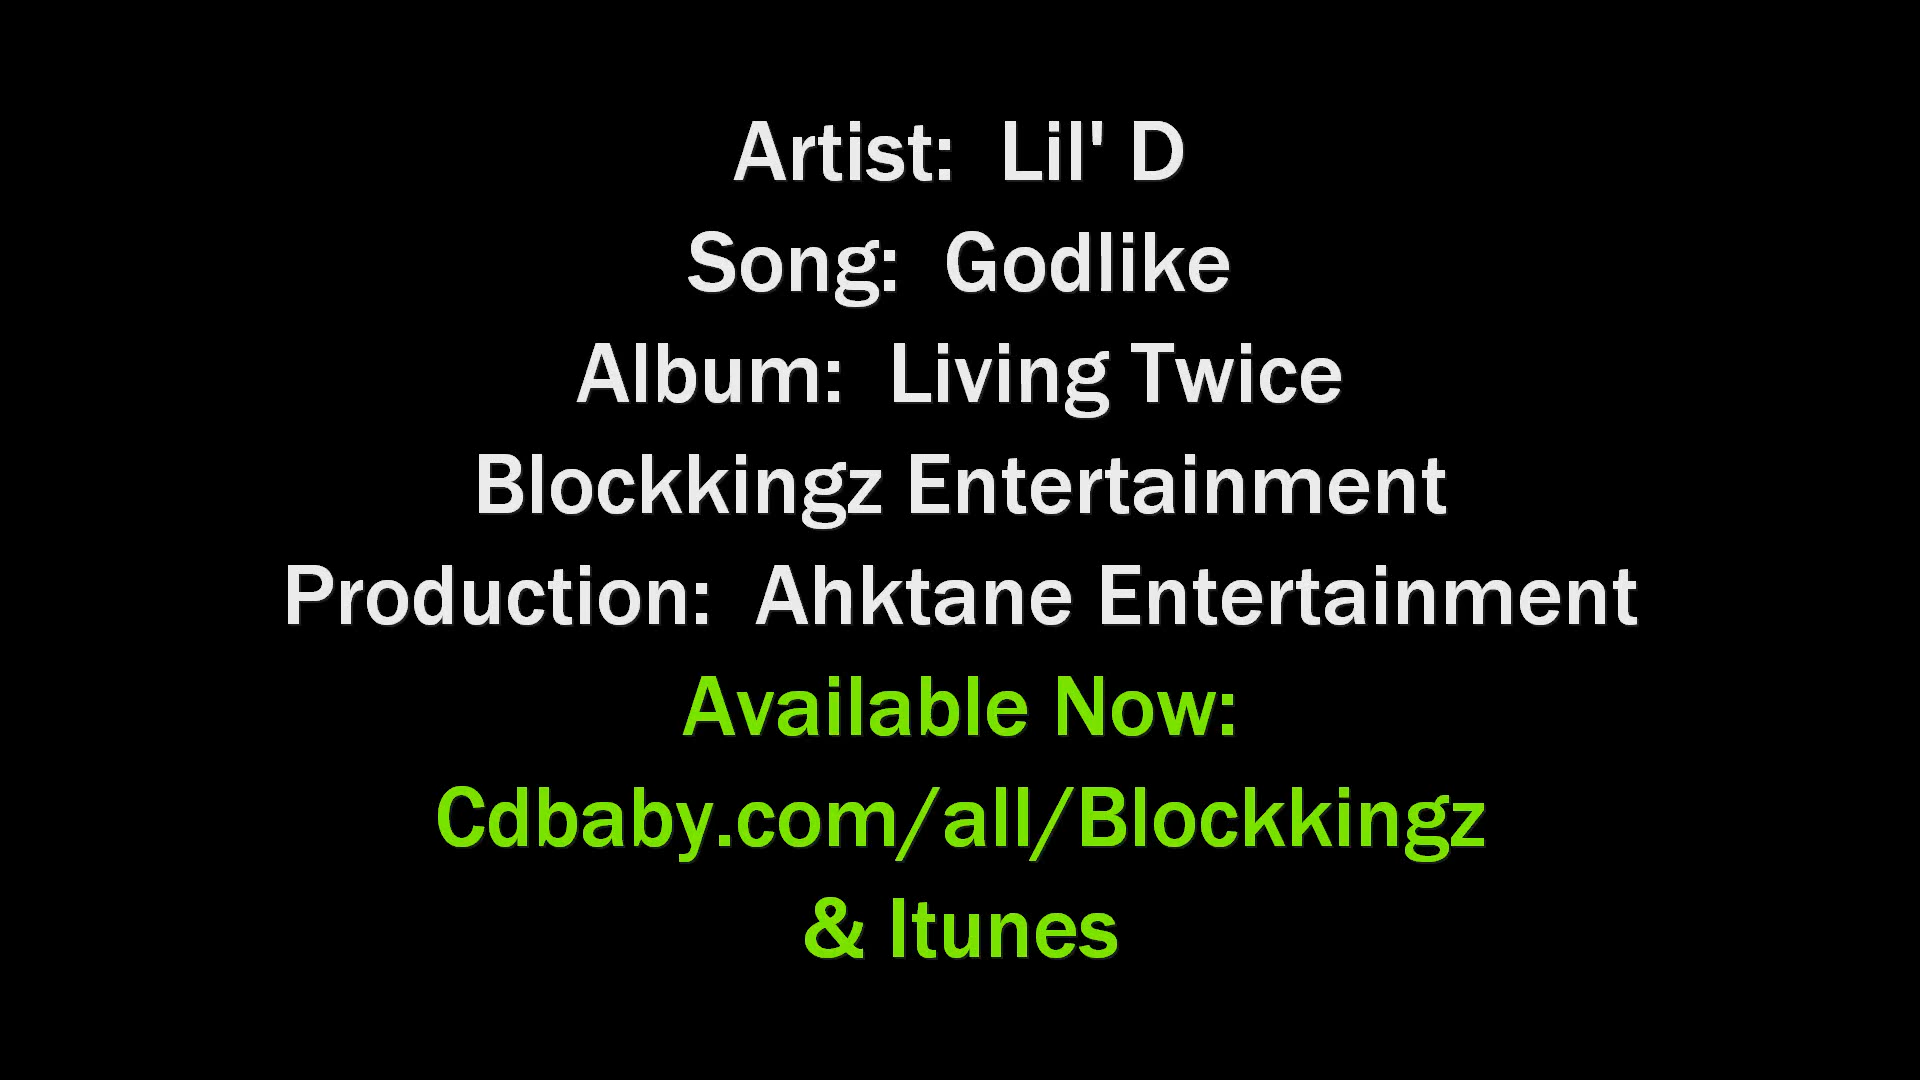 Artist:  Lil' D
Song:  Godlike
Album:  Living Twice
Blockkingz Entertainment
Production:  Ahktane Entertainment
Available Now:
Cdbaby.com/all/Blockkingz
& Itunes